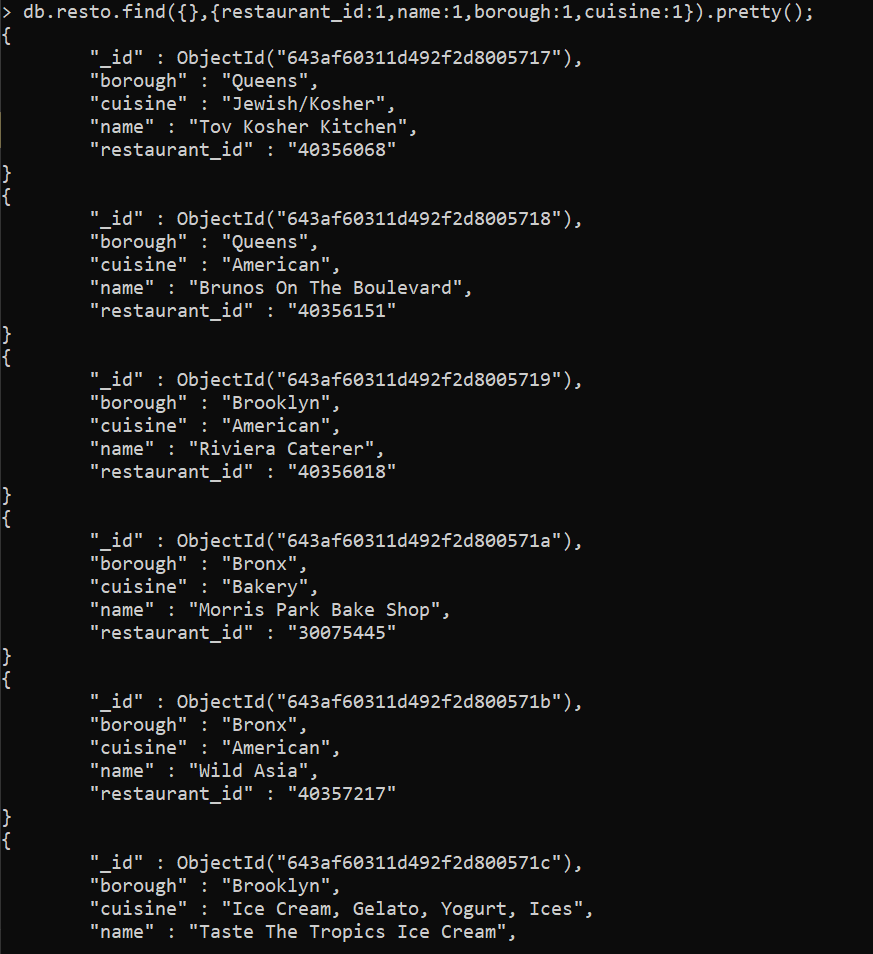 > db.resto.find({},{restaurant_id:1,name:1,borough:1,cuisine:1}).pretty();
{
        "_id" : ObjectId("643af60311d492f2d8005717"),
        "borough" : "Queens",
        "cuisine" : "Jewish/Kosher",
        "name" : "Tov Kosher Kitchen",
        "restaurant_id" : "40356068"
}
{
        "_id" : ObjectId("643af60311d492f2d8005718"),
        "borough" : "Queens",
        "cuisine" : "American",
        "name" : "Brunos On The Boulevard",
        "restaurant_id" : "40356151"
}
{
        "_id" : ObjectId("643af60311d492f2d8005719"),
        "borough" : "Brooklyn",
        "cuisine" : "American",
        "name" : "Riviera Caterer",
        "restaurant_id" : "40356018"
}
{
        "_id" : ObjectId("643af60311d492f2d800571a"),
        "borough" : "Bronx",
        "cuisine" : "Bakery",
        "name" : "Morris Park Bake Shop",
        "restaurant_id" : "30075445"
}
{
        "_id" : ObjectId("643af60311d492f2d800571b"),
        "borough" : "Bronx",
        "cuisine" : "American",
        "name" : "Wild Asia",
        "restaurant_id" : "40357217"
}
{
        "_id" : ObjectId("643af60311d492f2d800571c"),
        "borough" : "Brooklyn",
        "cuisine" : "Ice Cream, Gelato, Yogurt, Ices",
        "name" : "Taste The Tropics Ice Cream",